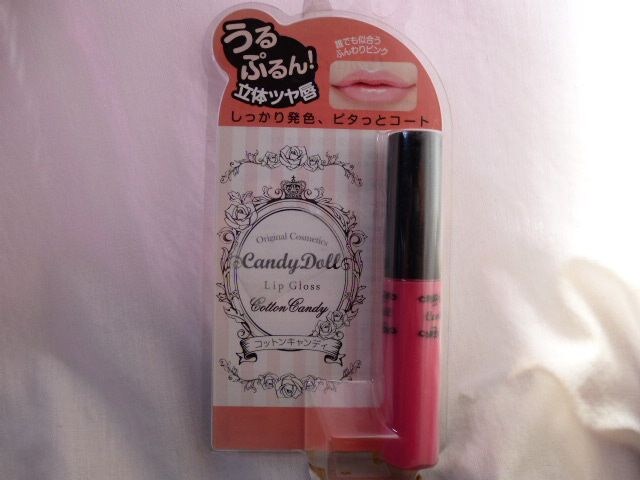 うる
ぷるん!
立体ツヤ唇
誰でも似合う
ふんわりピンク
しっかり発色、ピタっとコート
Original Cosmetics
CandyDoll
Lip Gloss
Cotton Candy
コットンキャンディ